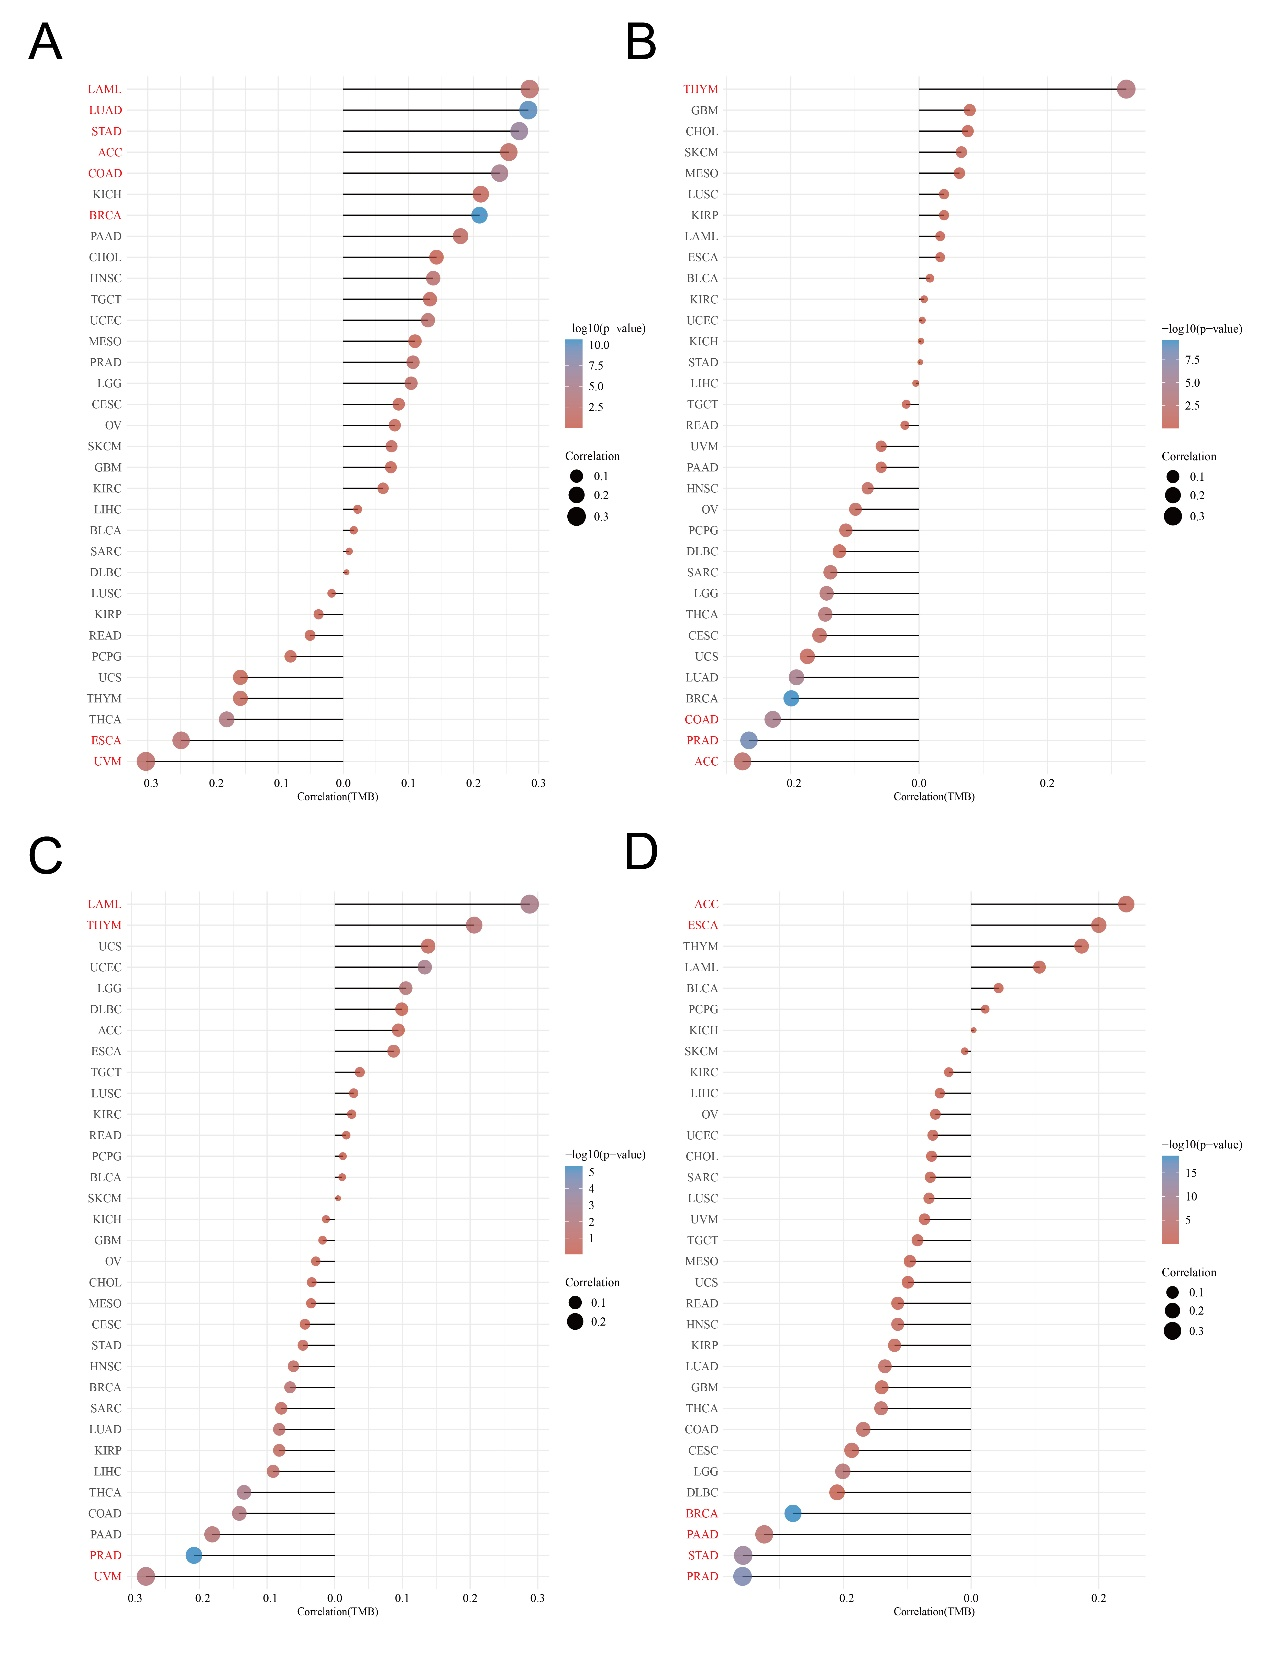 A
LAML
LUAD
STAD
ACC
COAD
KICH
BRCA
PAAD
CHOL
HNSC
TGCT
UCEC
MESO
PRAD
LGG
CESC
OV
SKCM
GBM
KIRC
LIHC
BLCA
SARC
DLBC
LUSC
KIRP
READ
PCPG
UCS
THYM
THCA
ESCA
UVM
0.3 0.2 0.1 0.0 0.1 0.2 0.3
Correlation(TMB)
log10(p value)
10.0
7.5
5.0
2.5
Correlation
0.1
0.2
0.3
B
THYM
GBM
CHOL
SKCM
MESO
LUSC
KIRP
LAML
ESCA
BLCA
KIRC
UCEC
KICH
STAD
LIHC
TGCT
READ
UVM
PAAD
HNSC
OV
PCPG
DLBC
SARC
LGG
THCA
CESC
UCS
LUAD
BRCA
COAD
PRAD
ACC
0.2 0.0 0.2
Correlation(TMB)
−log10(p−value)
7.5
5.0
2.5
Correlation
0.1
0.2
0.3
C
LAML
THYM
UCS
UCEC
LGG
DLBC
ACC
ESCA
TGCT
LUSC
KIRC
READ
PCPG
BLCA
SKCM
KICH
GBM
OV
CHOL
MESO
CESC
STAD
HNSC
BRCA
SARC
LUAD
KIRP
LIHC
THCA
COAD
PAAD
PRAD
UVM
0.3 0.2 0.1 0.0 0.1 0.2 0.3
Correlation(TMB)
−log10(p−value)
5
4
3
2
1
Correlation
0.1
0.2
D
ACC
ESCA
THYM
LAML
BLCA
PCPG
KICH
SKCM
KIRC
LIHC
OV
UCEC
CHOL
SARC
LUSC
UVM
TGCT
MESO
UCS
READ
HNSC
KIRP
LUAD
GBM
THCA
COAD
CESC
LGG
DLBC
BRCA
PAAD
STAD
PRAD
0.2 0.0 0.2
Correlation(TMB)
−log10(p−value)
15
10
5
Correlation
0.1
0.2
0.3